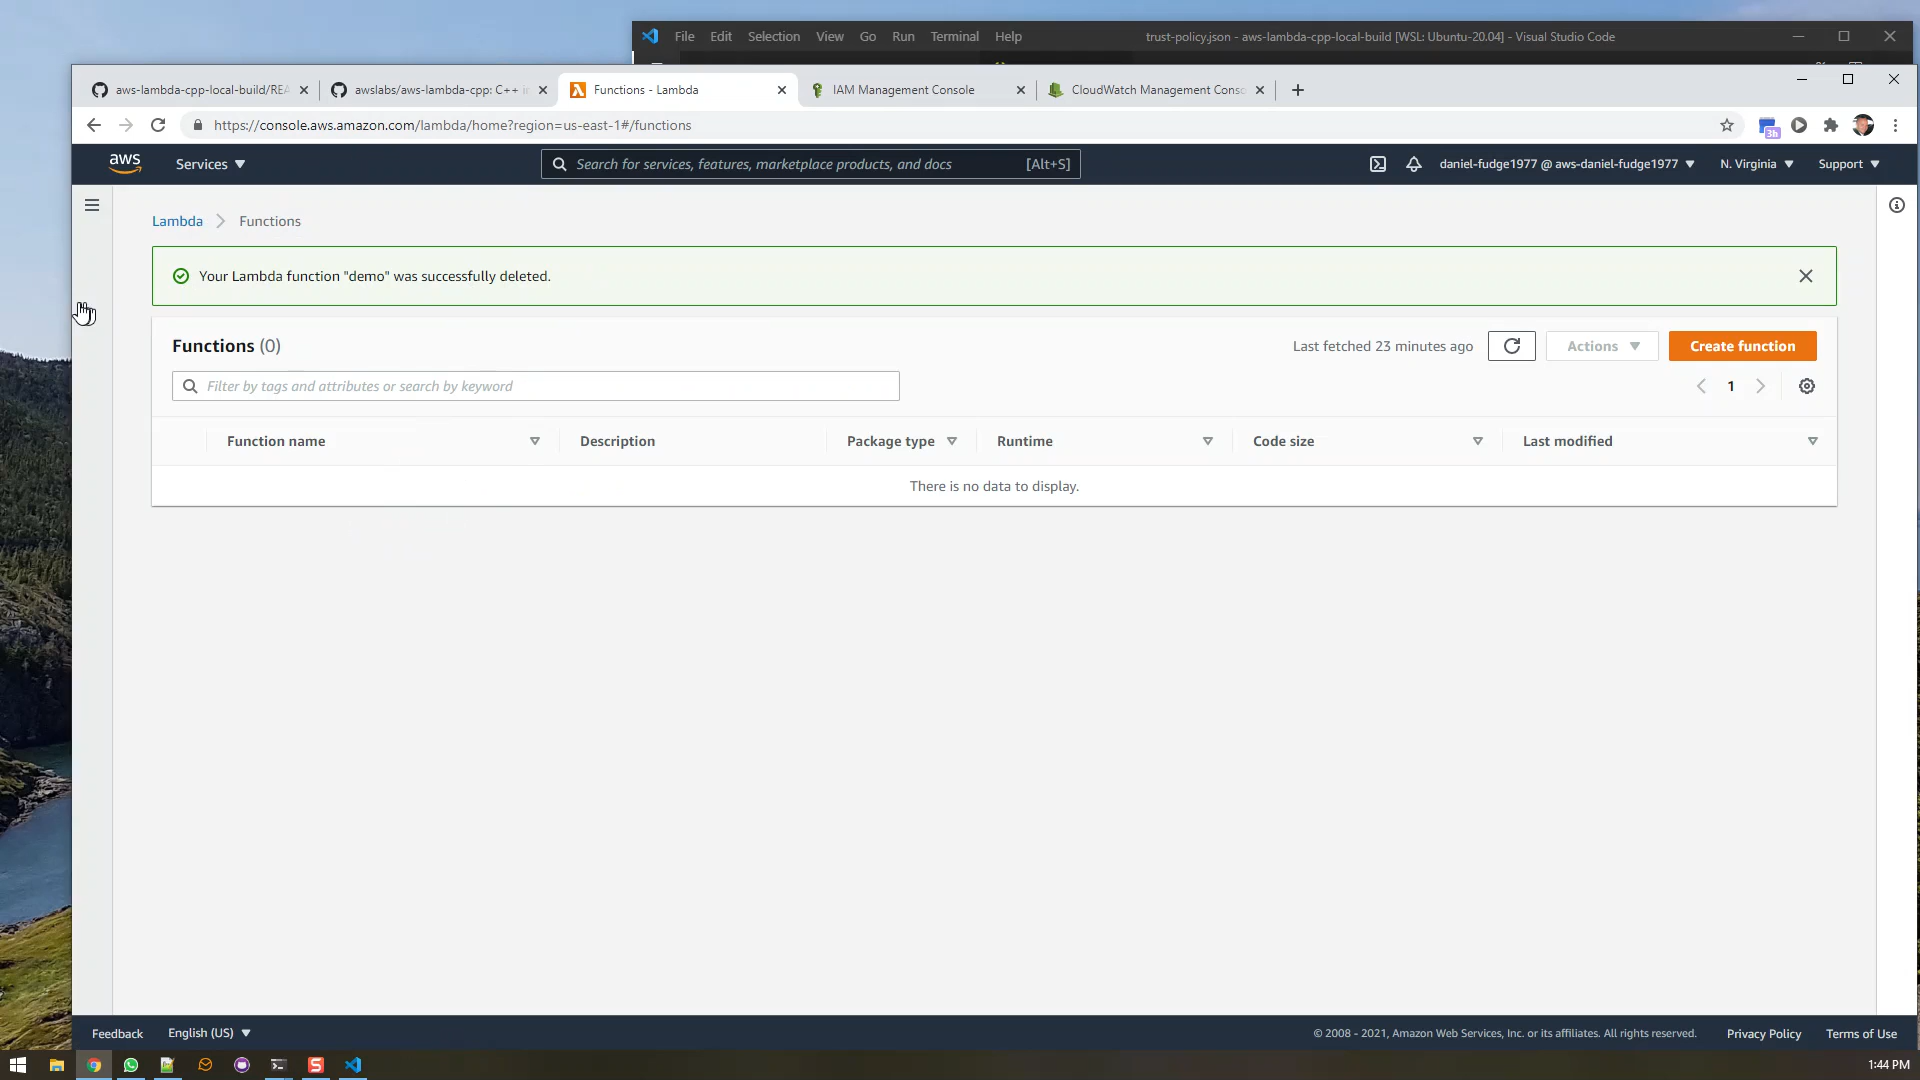 File Edit Selection View Go Run Terminal Help
trust-policy.json - aws-lambda-cpp-local-build [WSL: Ubuntu-20.04] - Visual Studio Code
aws-lambda-cpp-local-build/REA
awslabs/aws-lambda-cpp: C++ i
Functions - Lambda
IAM Management Console
CloudWatch Management Conso
https://console.aws.amazon.com/lambda/home?region=us-east-1#/functions
3h
aws
Services
Search for services, features, marketplace products, and docs
[Alt+S]
daniel-fudge1977 @ aws-daniel-fudge1977
N. Virginia
Support
Lambda
Functions
Your Lambda function "demo" was successfully deleted.
Functions (0)
Last fetched 23 minutes ago
Actions
Create function
Filter by tags and attributes or search by keyword
1
Function name
Description
Package type
Runtime
Code size
Last modified
There is no data to display.
Feedback
English (US)
© 2008 - 2021, Amazon Web Services, Inc. or its affiliates. All rights reserved.
Privacy Policy
Terms of Use
1:44 PM